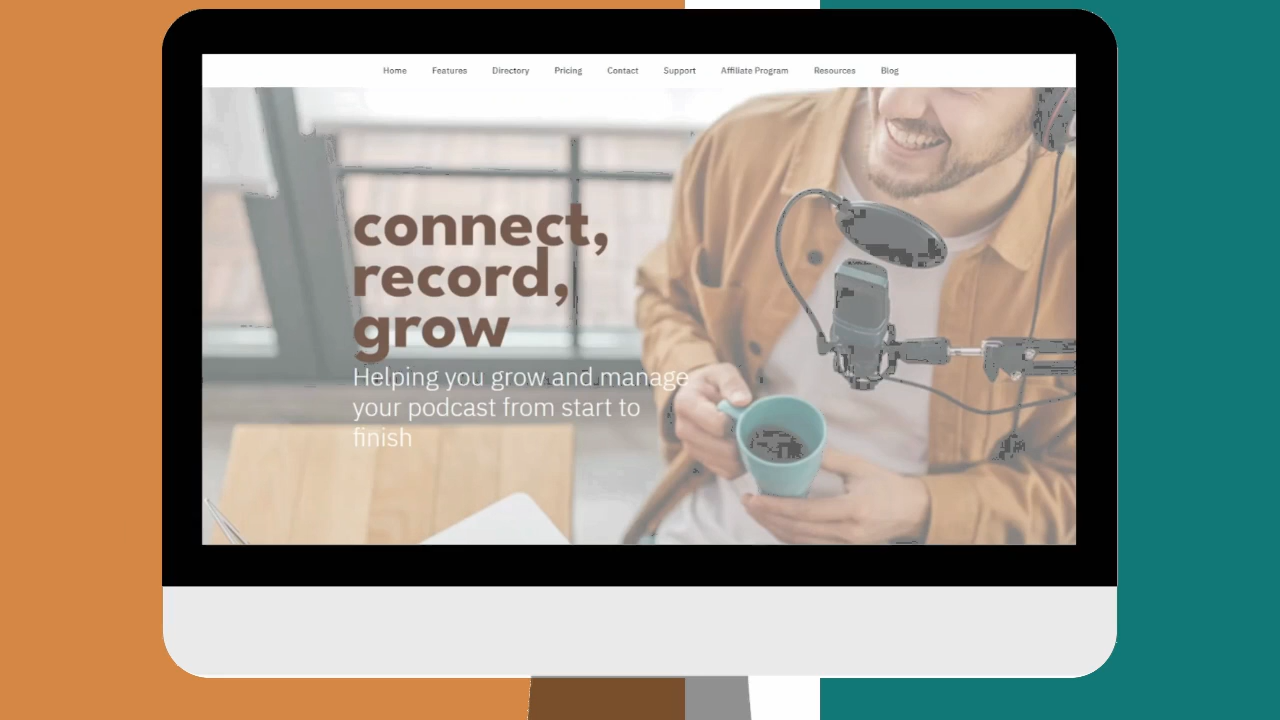 Home Features Directory Pricing Contact Support Affiliate Program Resources Blog
connect,
record,
grow
Helping you grow and manage
your podcast from start to
finish